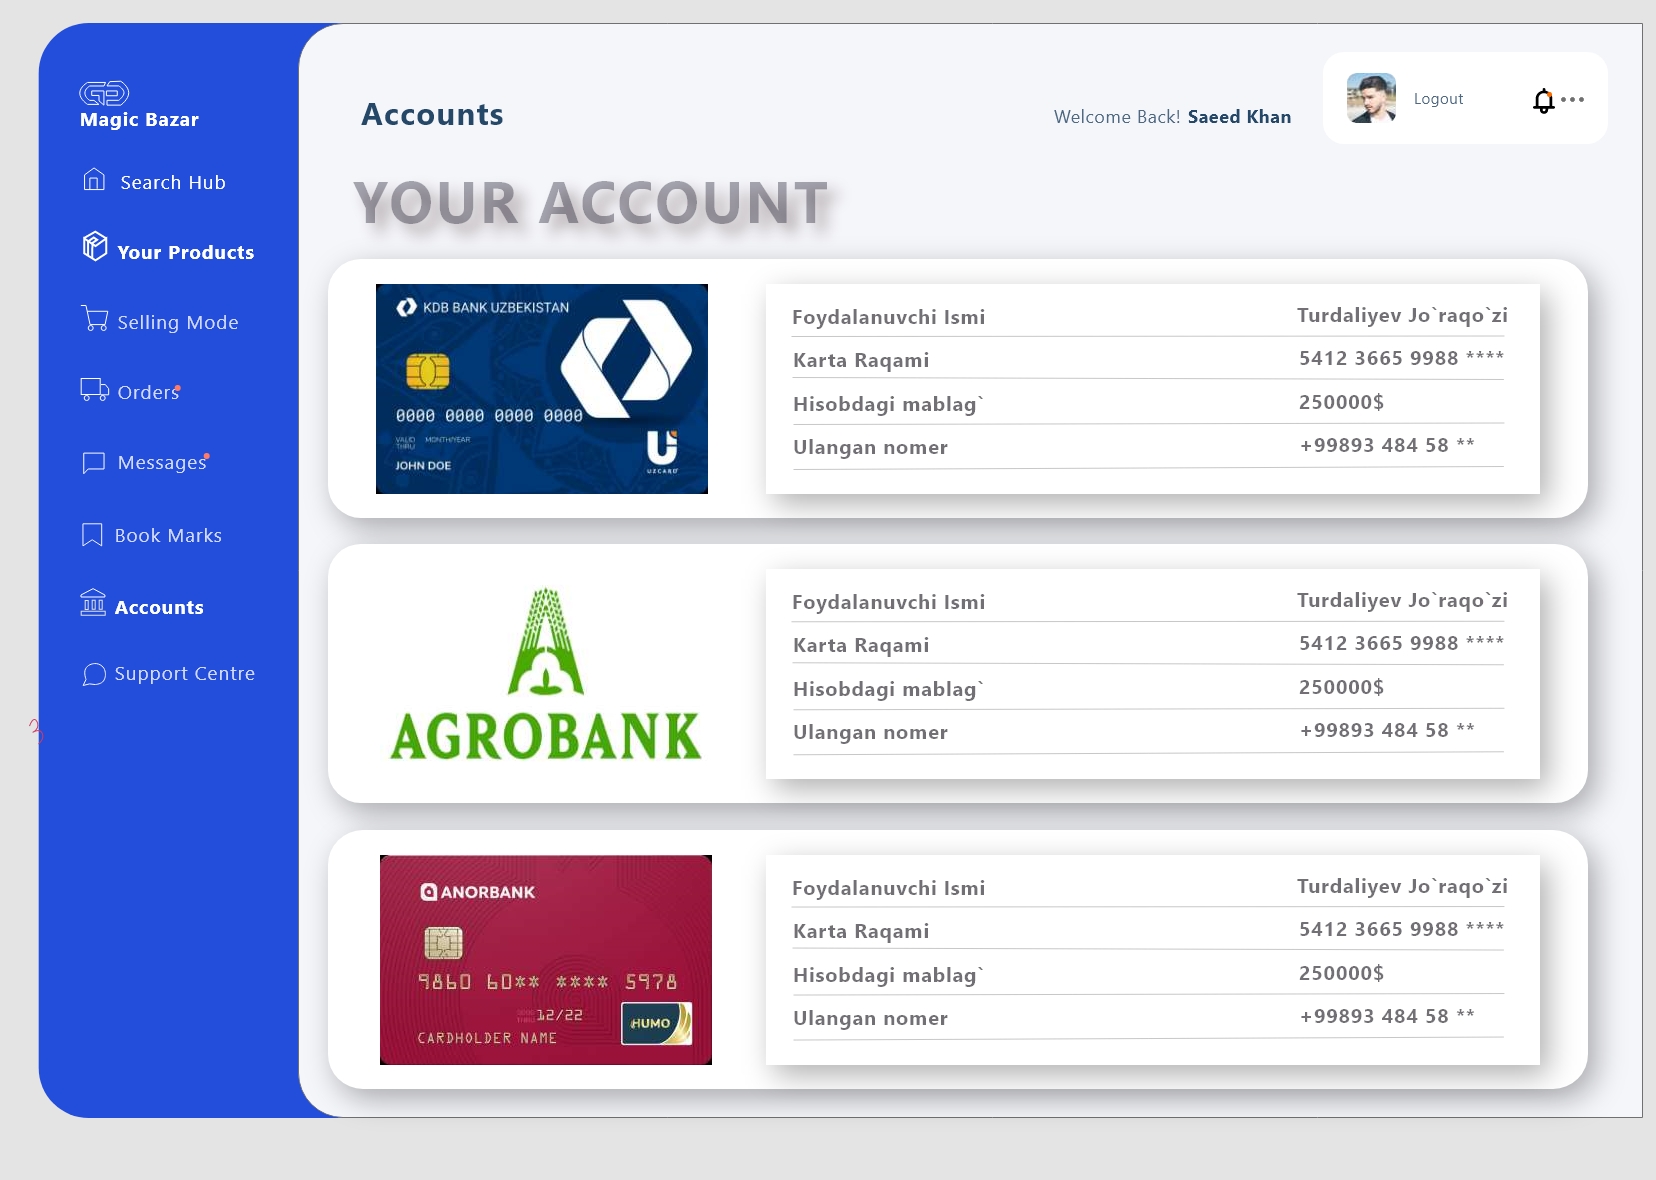 Magic Bazar
Search Hub
Your Products
Selling Mode
Orders
Messages
Book Marks
Accounts
Support Centre
Accounts
Welcome Back! Saeed Khan
Logout
YOUR ACCOUNT
KDB BANK UZBEKISTAN
0000 0000 0000 0000
VALID THRU MONTH/YEAR
JOHN DOE
UZCARD
Foydalanuvchi Ismi Turdaliyev Jo`raqo`zi
Karta Raqami 5412 3665 9988 ****
Hisobdagi mablag` 250000$
Ulangan nomer +99893 484 58 **
AGROBANK
Foydalanuvchi Ismi Turdaliyev Jo`raqo`zi
Karta Raqami 5412 3665 9988 ****
Hisobdagi mablag` 250000$
Ulangan nomer +99893 484 58 **
ANORBANK
9860 60** **** 5978
12/22
HUMO
CARDHOLDER NAME
Foydalanuvchi Ismi Turdaliyev Jo`raqo`zi
Karta Raqami 5412 3665 9988 ****
Hisobdagi mablag` 250000$
Ulangan nomer +99893 484 58 **